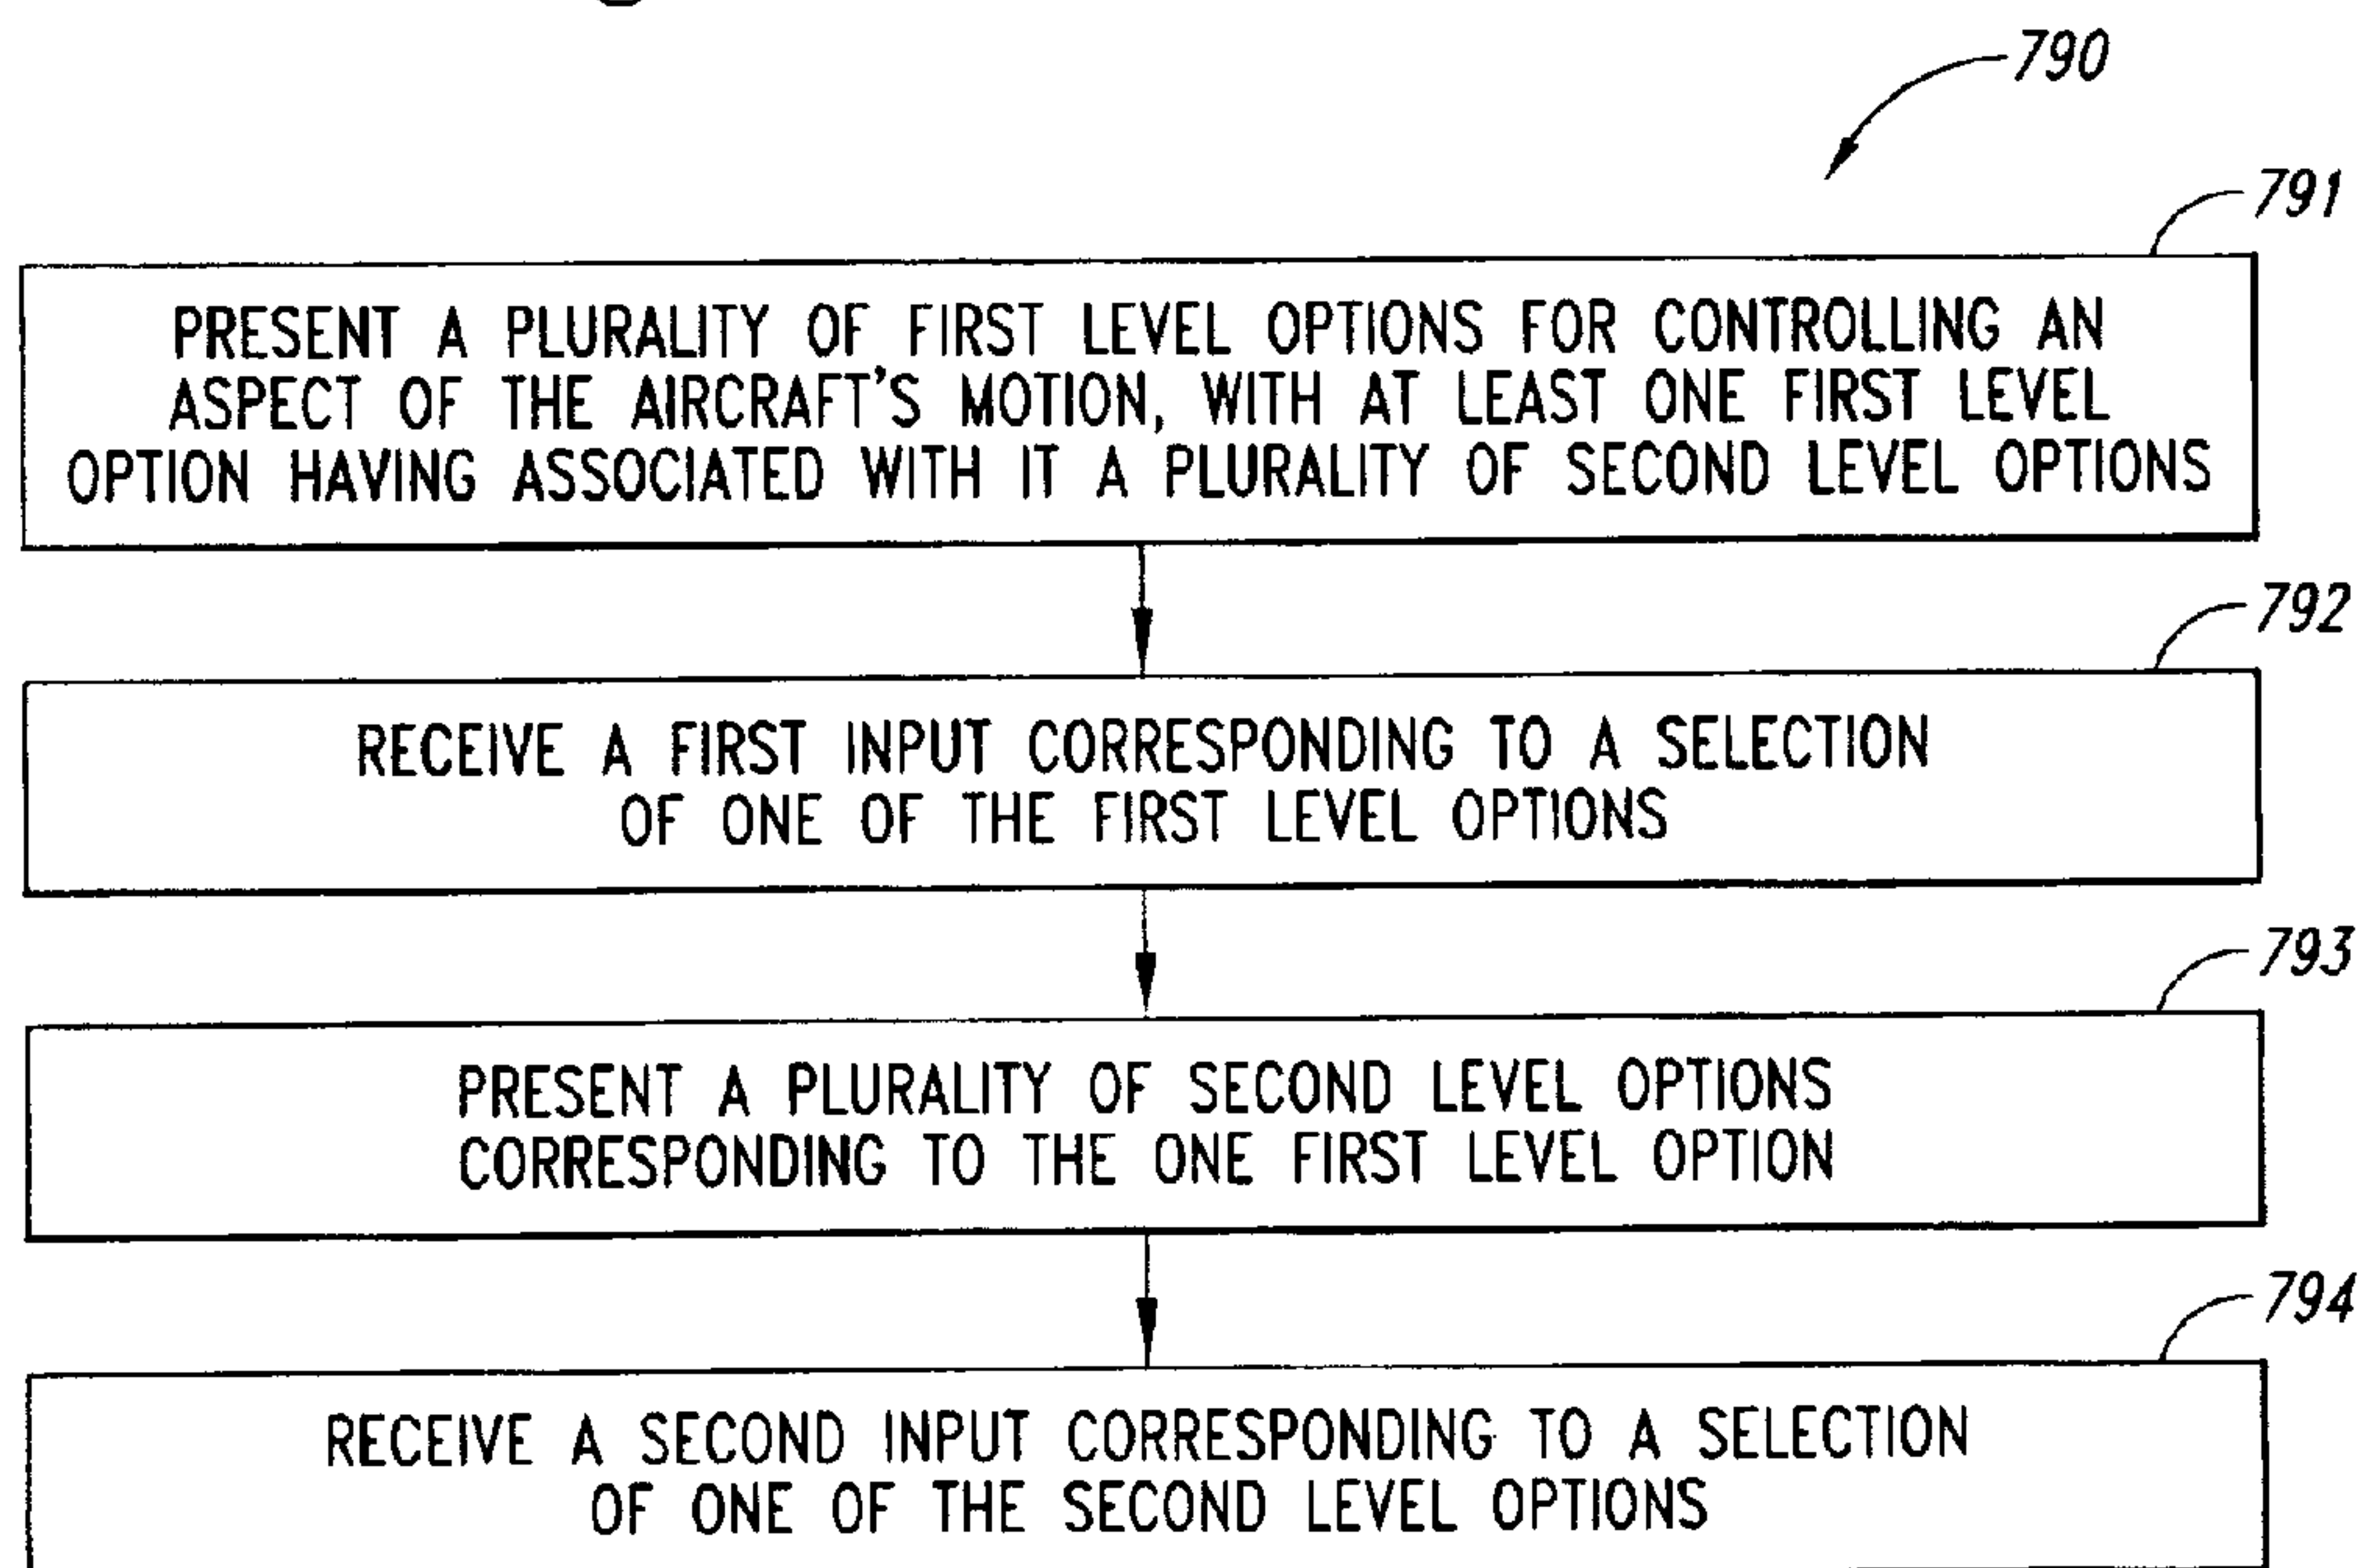 790
791
PRESENT A PLURALITY OF FIRST LEVEL OPTIONS FOR CONTROLLING AN
ASPECT OF THE AIRCRAFT'S MOTION, WITH AT LEAST ONE FIRST LEVEL
OPTION HAVING ASSOCIATED WITH IT A PLURALITY OF SECOND LEVEL OPTIONS
792
RECEIVE A FIRST INPUT CORRESPONDING TO A SELECTION
OF ONE OF THE FIRST LEVEL OPTIONS
793
PRESENT A PLURALITY OF SECOND LEVEL OPTIONS
CORRESPONDING TO THE ONE FIRST LEVEL OPTION
794
RECEIVE A SECOND INPUT CORRESPONDING TO A SELECTION
OF ONE OF THE SECOND LEVEL OPTIONS